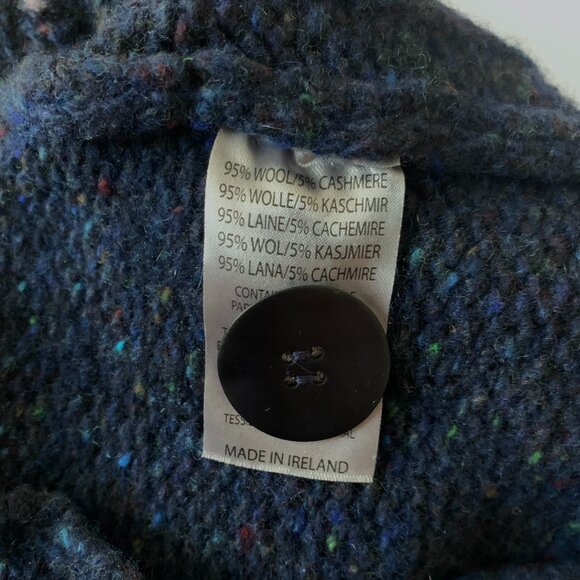 95% WOOL/5% CASHMERE
95% WOLLE/5% KASCHMIR
95% LAINE/5% CACHEMIRE
95% WOL/5% KASJMIER
95% LANA/5% CACHMIRE
MADE IN IRELAND